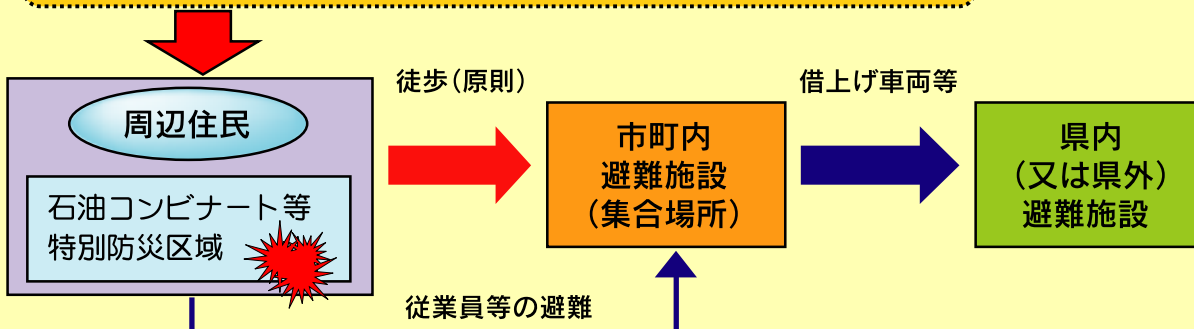 周辺住民
石油コンビナート等
特別防災区域
徒歩(原則)
市町内
避難施設
(集合場所)
借上げ車両等
県内
(又は県外)
避難施設
従業員等の避難